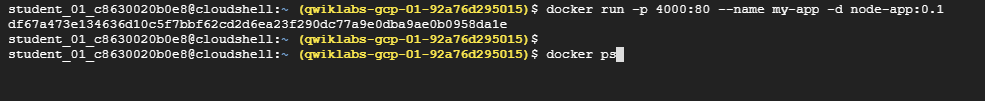 student_01_c8630020b0e8@cloudshell:~ (qwiklabs-gcp-01-92a76d295015)$ docker run -p 4000:80 --name my-app -d node-app:0.1
df67a473e134636d10c5f7bbf62cd2d6ea23f290dc77a9e0dba9ae0b0958da1e
student_01_c8630020b0e8@cloudshell:~ (qwiklabs-gcp-01-92a76d295015)$
student_01_c8630020b0e8@cloudshell:~ (qwiklabs-gcp-01-92a76d295015)$ docker ps